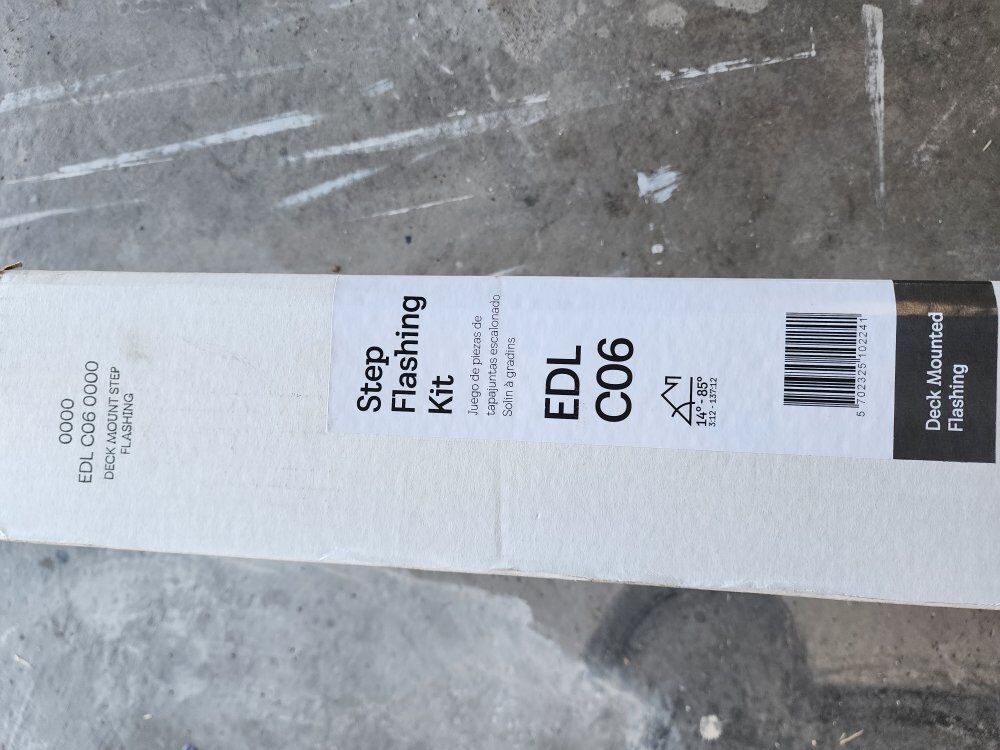 0000
EDL C06 0000
DECK MOUNT STEP
FLASHING
Step
Flashing
Kit
Juego de piezas de
tapajuntas escalonado
Solin à gradins
EDL
C06
14° - 85°
3:12 - 137:12
5 702325 102241
Deck Mounted
Flashing